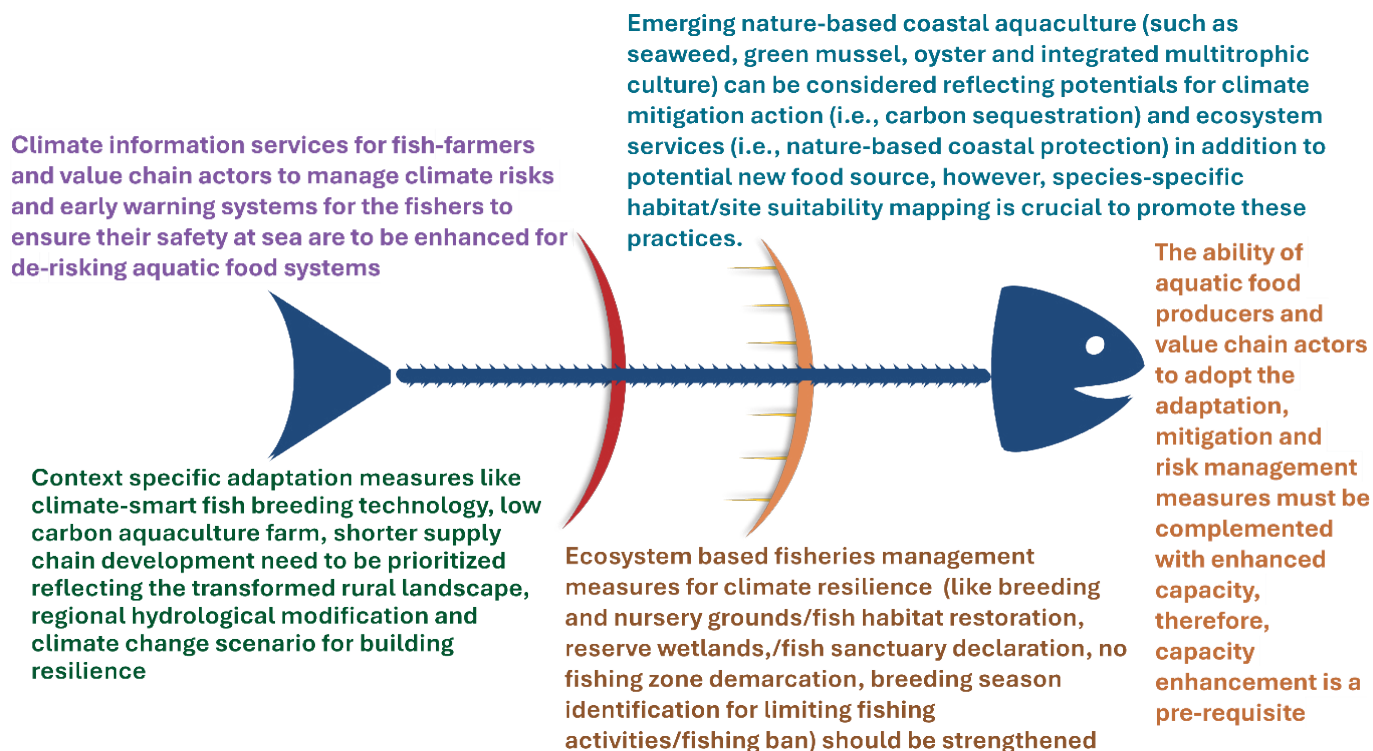 Emerging nature-based coastal aquaculture (such as
seaweed, green mussel, oyster and integrated multitrophic
culture) can be considered reflecting potentials for climate
mitigation action (i.e., carbon sequestration) and ecosystem
services (i.e., nature-based coastal protection) in addition to
potential new food source, however, species-specific
habitat/site suitability mapping is crucial to promote these
practices.
Climate information services for fish-farmers
and value chain actors to manage climate risks
and early warning systems for the fishers to
ensure their safety at sea are to be enhanced for
de-risking aquatic food systems
The ability of
aquatic food
producers and
value chain actors
to adopt the
adaptation,
mitigation and
risk management
measures must be
complemented
with enhanced
capacity,
therefore,
capacity
enhancement is a
pre-requisite
Context specific adaptation measures like
climate-smart fish breeding technology, low
carbon aquaculture farm, shorter supply
chain development need to be prioritized
reflecting the transformed rural landscape,
regional hydrological modification and
climate change scenario for building
resilience
Ecosystem based fisheries management
measures for climate resilience (like breeding
and nursery grounds/fish habitat restoration,
reserve wetlands,/fish sanctuary declaration, no
fishing zone demarcation, breeding season
identification for limiting fishing
activities/fishing ban) should be strengthened